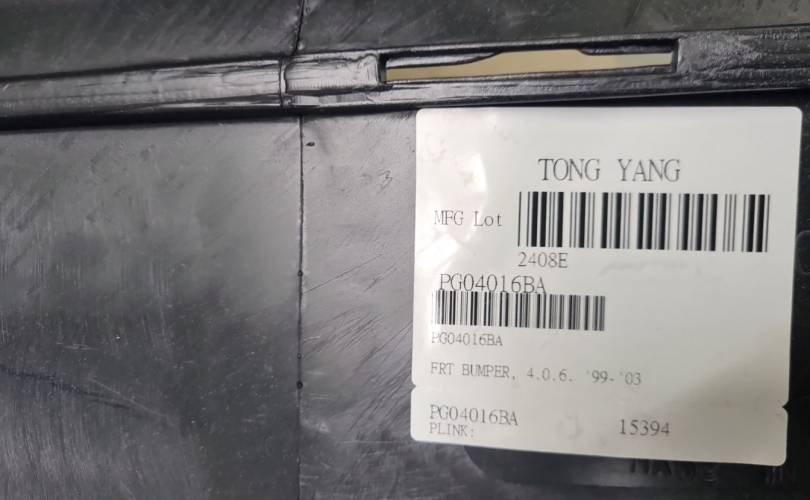 TONG YANG
MFG Lot
2408E
PG04016BA
PG04016BA
FRT BUMPER, 4.0.6. '99-'03
PG04016BA
PLINK: 15394